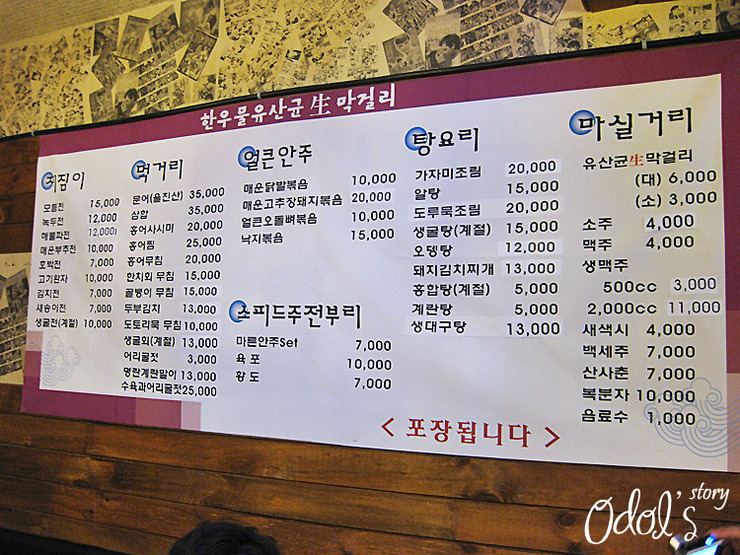 한우물유산균生막걸리
지짐이
모듬전 15,000
녹두전 12,000
해물파전 12,000
매운부추전 10,000
호박전 7,000
고기완자 10,000
김치전 7,000
새송이전 7,000
생굴전(계절) 10,000
먹거리
문어(울진산) 35,000
삼합 35,000
홍어사시미 20,000
홍어찜 25,000
홍어무침 20,000
한치회 무침 15,000
골뱅이 무침 15,000
두부김치 13,000
도토리묵 무침 10,000
생굴회(계절) 13,000
어리굴젓 3,000
명란계란말이 13,000
수육과어리굴젓 25,000
얼큰안주
매운닭발볶음 10,000
매운고추장돼지볶음 20,000
얼큰오돌뼈볶음 10,000
낙지볶음 15,000
스피드주전부리
마른안주Set 7,000
육포 10,000
황도 7,000
탕요리
가자미조림 20,000
알탕 15,000
도루묵조림 20,000
생굴탕(계절) 15,000
오뎅탕 12,000
돼지김치찌개 13,000
홍합탕(계절) 5,000
계란탕 5,000
생대구탕 13,000
마실거리
유산균生막걸리
(대) 6,000
(소) 3,000
소주 4,000
맥주 4,000
생맥주
500cc 3,000
2,000cc 11,000
새색시 4,000
백세주 7,000
산사춘 7,000
복분자 10,000
음료수 1,000
< 포장됩니다 >
Odol's story